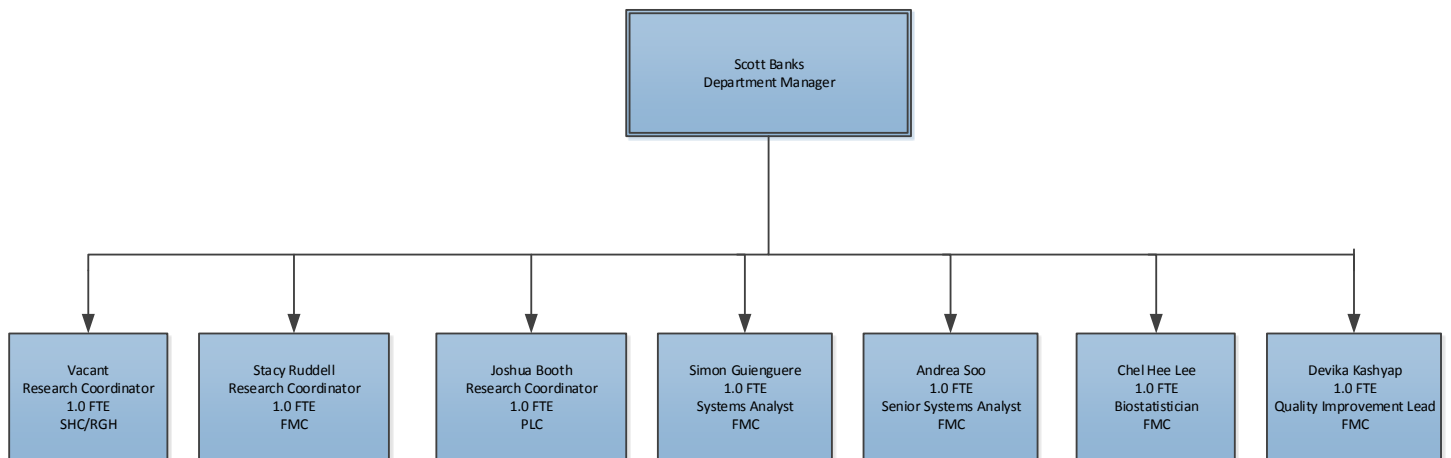 Scott Banks
Department Manager
Vacant
Research Coordinator
1.0 FTE
SHC/RGH
Stacy Ruddell
Research Coordinator
1.0 FTE
FMC
Joshua Booth
Research Coordinator
1.0 FTE
PLC
Simon Guienguere
1.0 FTE
Systems Analyst
FMC
Andrea Soo
1.0 FTE
Senior Systems Analyst
FMC
Chel Hee Lee
1.0 FTE
Biostatistician
FMC
Devika Kashyap
1.0 FTE
Quality Improvement Lead
FMC